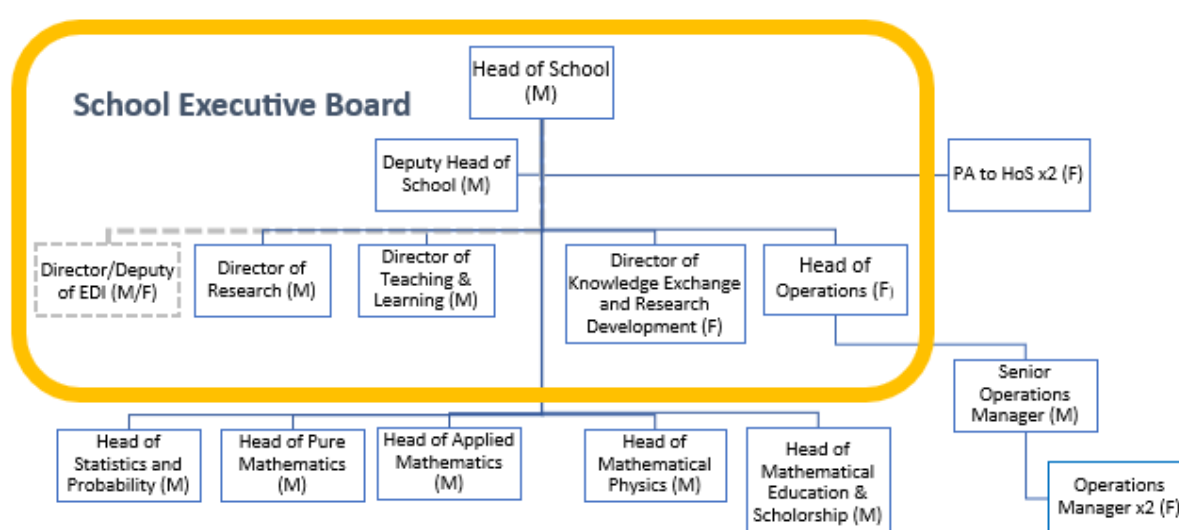 Head of School
(M)
School Executive Board
Deputy Head of
School (M)
PA to HoS x2 (F)
Director/Deputy
of EDI (M/F)
Director of
Research (M)
Director of
Teaching &
Learning (M)
Director of
Knowledge Exchange
and Research
Development (F)
Head of
Operations (F)
Senior
Operations
Manager (M)
Head of
Statistics and
Probability (M)
Head of Pure
Mathematics
(M)
Head of Applied
Mathematics
(M)
Head of
Mathematical
Physics (M)
Head of
Mathematical
Education &
Scholorship (M)
Operations
Manager x2 (F)